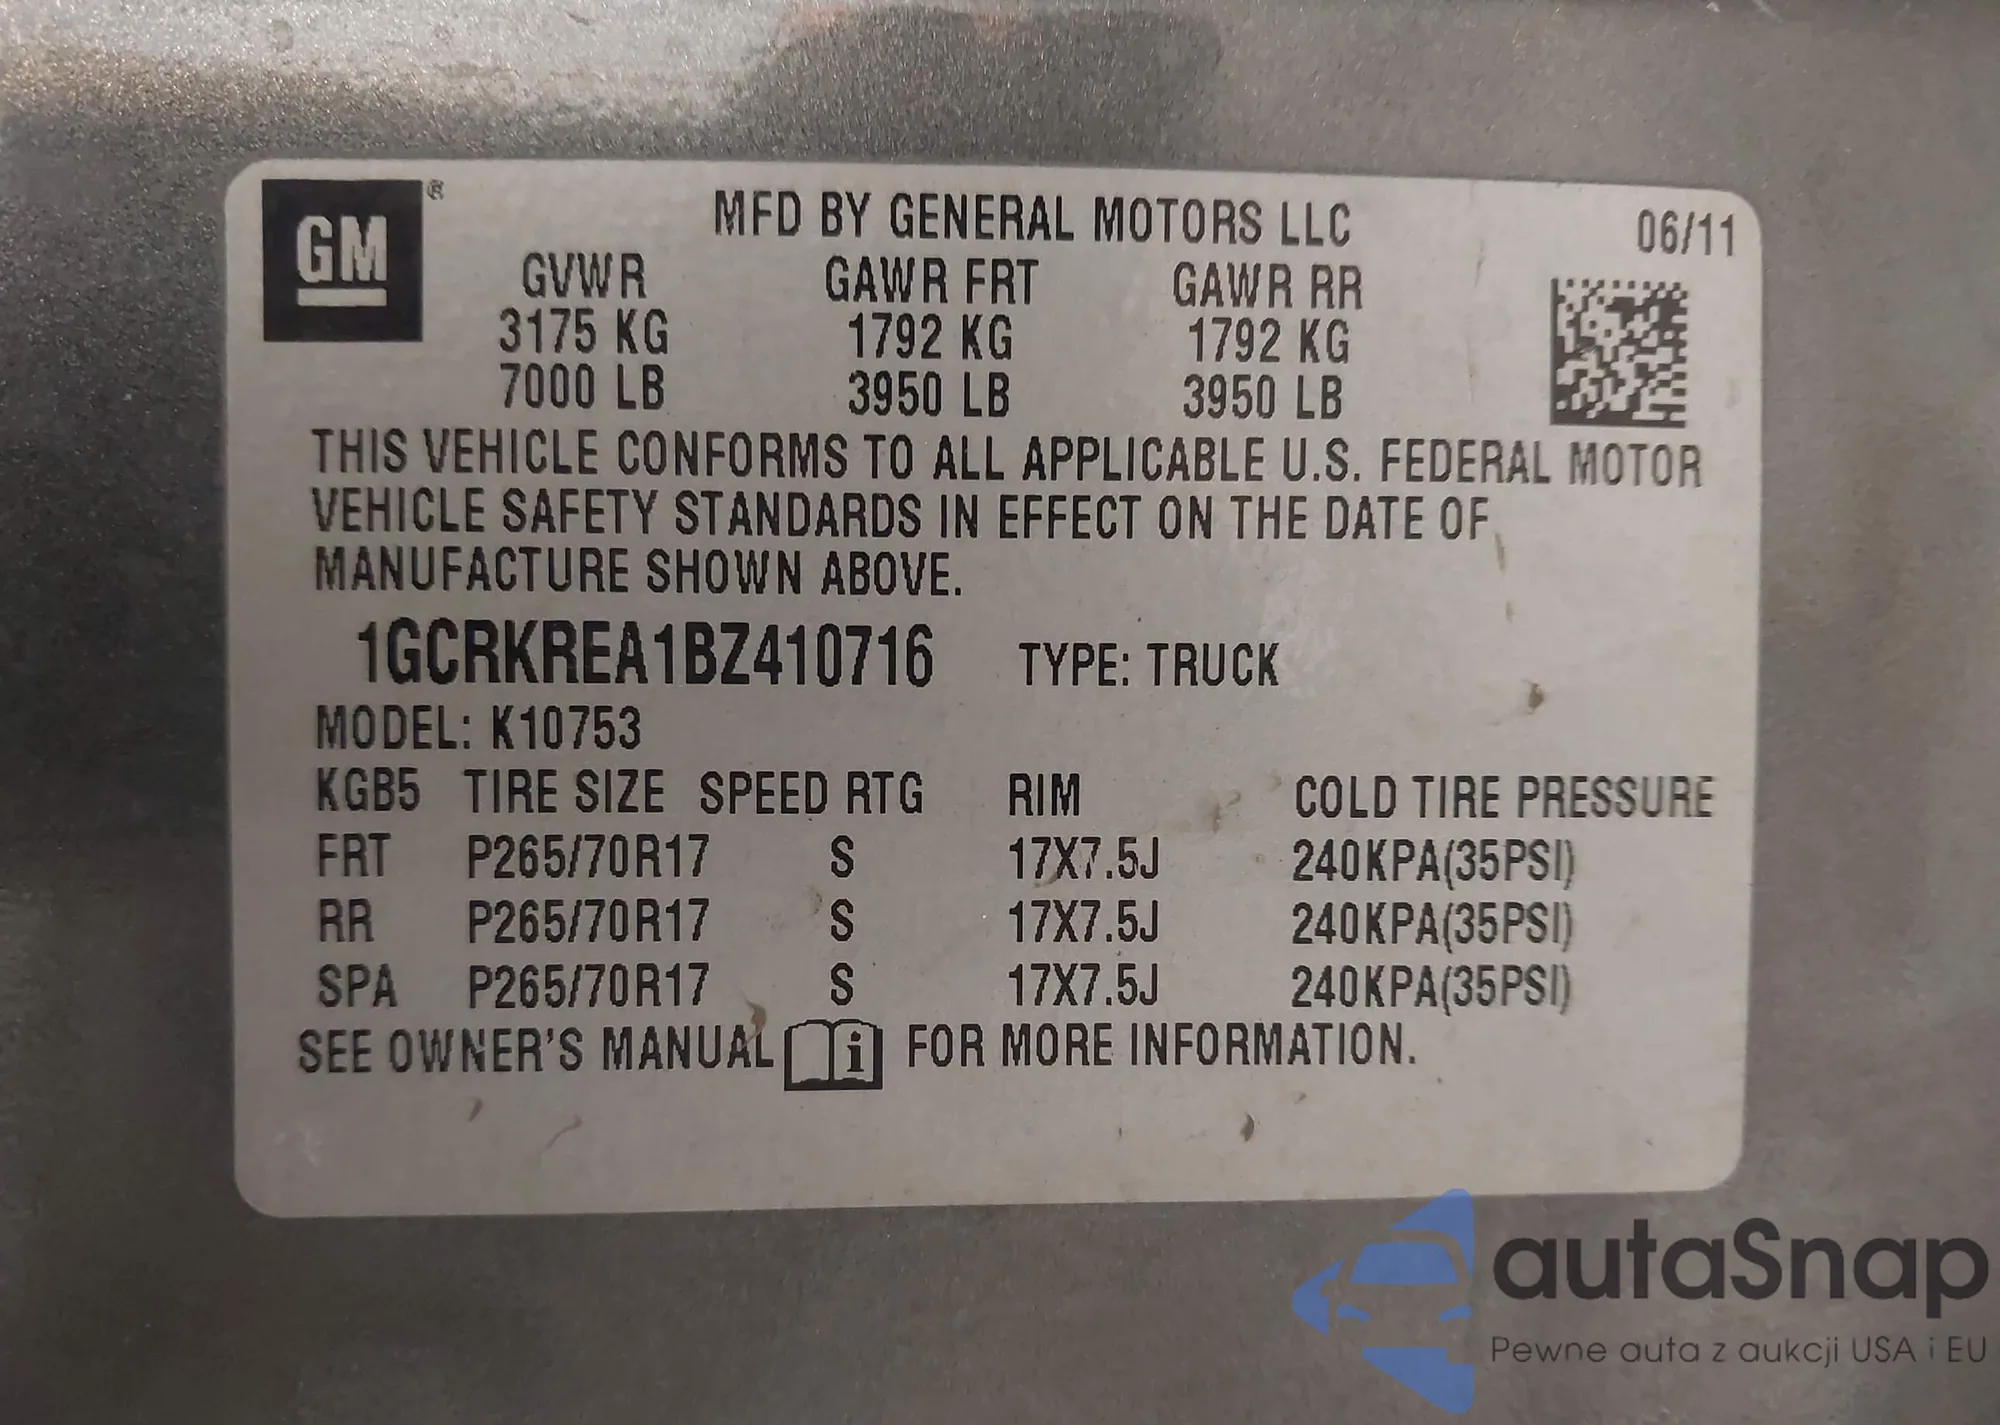 GM®
MFD BY GENERAL MOTORS LLC 06/11
GVWR GAWR FRT GAWR RR
3175 KG 1792 KG 1792 KG
7000 LB 3950 LB 3950 LB
THIS VEHICLE CONFORMS TO ALL APPLICABLE U.S. FEDERAL MOTOR
VEHICLE SAFETY STANDARDS IN EFFECT ON THE DATE OF
MANUFACTURE SHOWN ABOVE.
1GCRKREA1BZ410716 TYPE: TRUCK
MODEL: K10753
KGB5 TIRE SIZE SPEED RTG RIM COLD TIRE PRESSURE
FRT P265/70R17 S 17X7.5J 240KPA(35PSI)
RR P265/70R17 S 17X7.5J 240KPA(35PSI)
SPA P265/70R17 S 17X7.5J 240KPA(35PSI)
SEE OWNER'S MANUAL i FOR MORE INFORMATION.
autaSnap
Pewne auta z aukcji USA i EU